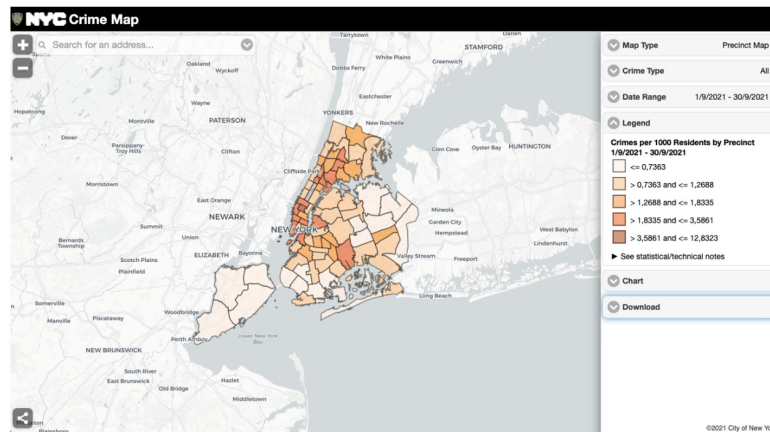 NYC Crime Map
Search for an address...
Map Type
Precinct Map
Crime Type
All
Date Range
1/9/2021 - 30/9/2021
Legend
Crimes per 1000 Residents by Precinct
1/9/2021 - 30/9/2021
<= 0,7363
> 0,7363 and <= 1,2688
> 1,2688 and <= 1,8335
> 1,8335 and <= 3,5861
> 3,5861 and <= 12,8323
► See statistical/technical notes
Chart
Download
©2021 City of New Yo
Tarrytown
Darien
STAMFORD
White Plains
Greenwich
Oakland
Wyckoff
Dobbs Ferry
Eastchester
Wayne
Hopatcong
Montville
PATERSON
YONKERS
New Rochelle
Dover
Parsippany-
Troy Hills
Clifton
Glen Cove
Oyster Bay
HUNTINGTON
Cliffside Park
Morristown
East Orange
Mineola
NEWARK
Garden City
Summit
Union
NEW YORK
Hempstead
West Babylon
Bernards
Township
Lindenhurst
Scotch Plains
ELIZABETH
Bayonne
Valley Stream
Freeport
Plainfield
Long Beach
Somerville
Woodbridge
Manville
Piscataway
Perth Amboy
Lower New York
Bay
NEW BRUNSWICK
South River
East Brunswick
Old Bridge
Hazlet
Middletown